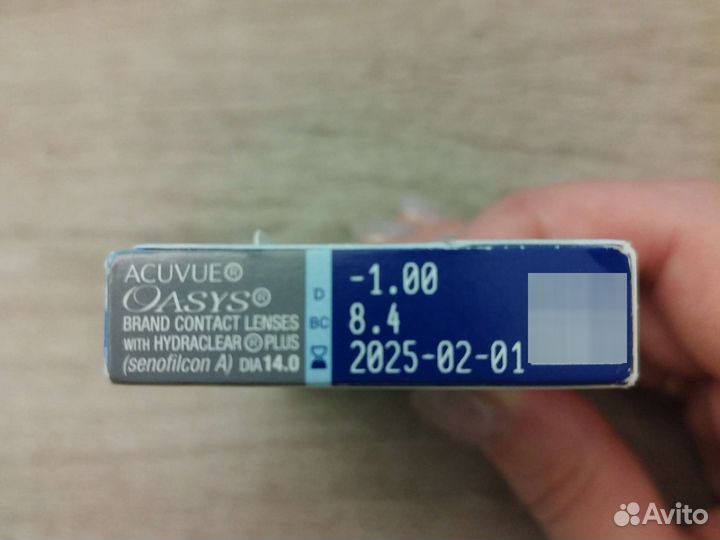 ACUVUE®
OASYS®
BRAND CONTACT LENSES
WITH HYDRACLEAR® PLUS
(senofilcon A) DIA 14.0
D -1.00
BC 8.4
2025-02-01
Avito